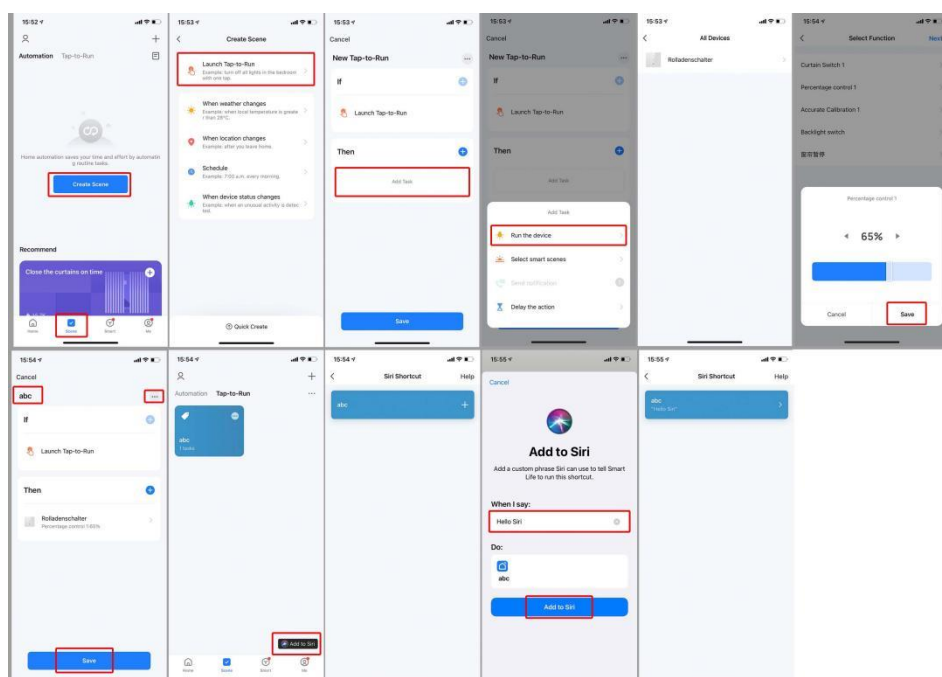 15:52
Automation Tap-to-Run
Home automation saves your time and effort by automatin
g routine tasks.
Create Scene
Recommend
Close the curtains on time
Home Scene Smart Me
15:53
Create Scene
Launch Tap-to-Run
Example: turn off all lights in the bedroom
with one tap.
When weather changes
Example: when local temperature is greate
r than 28°C.
When location changes
Example: after you leave home.
Schedule
Example: 7:00 a.m. every morning.
When device status changes
Example: when an unusual activity is detec
ted.
Quick Create
15:53
Cancel
New Tap-to-Run
If
Launch Tap-to-Run
Then
Add Task
Save
15:53
Cancel
New Tap-to-Run
If
Launch Tap-to-Run
Then
Add Task
Add Task
Run the device
Select smart scenes
Send notification
Delay the action
15:53
All Devices
Rolladenschalter
15:54
Select Function Next
Curtain Switch 1
Percentage control 1
Accurate Calibration 1
Backlight switch
Percentage control 1
65%
Cancel Save
15:54
Cancel
abc
If
Launch Tap-to-Run
Then
Rolladenschalter
Percentage control 1:65%
Save
15:54
Automation Tap-to-Run
abc
1 tasks
Add to Siri
Home Scene Smart Me
15:54
Siri Shortcut Help
abc
15:55
Cancel
Add to Siri
Add a custom phrase Siri can use to tell Smart
Life to run this shortcut.
When I say:
Hello Siri
Do:
abc
Add to Siri
15:55
Siri Shortcut Help
abc
"Hello Siri"